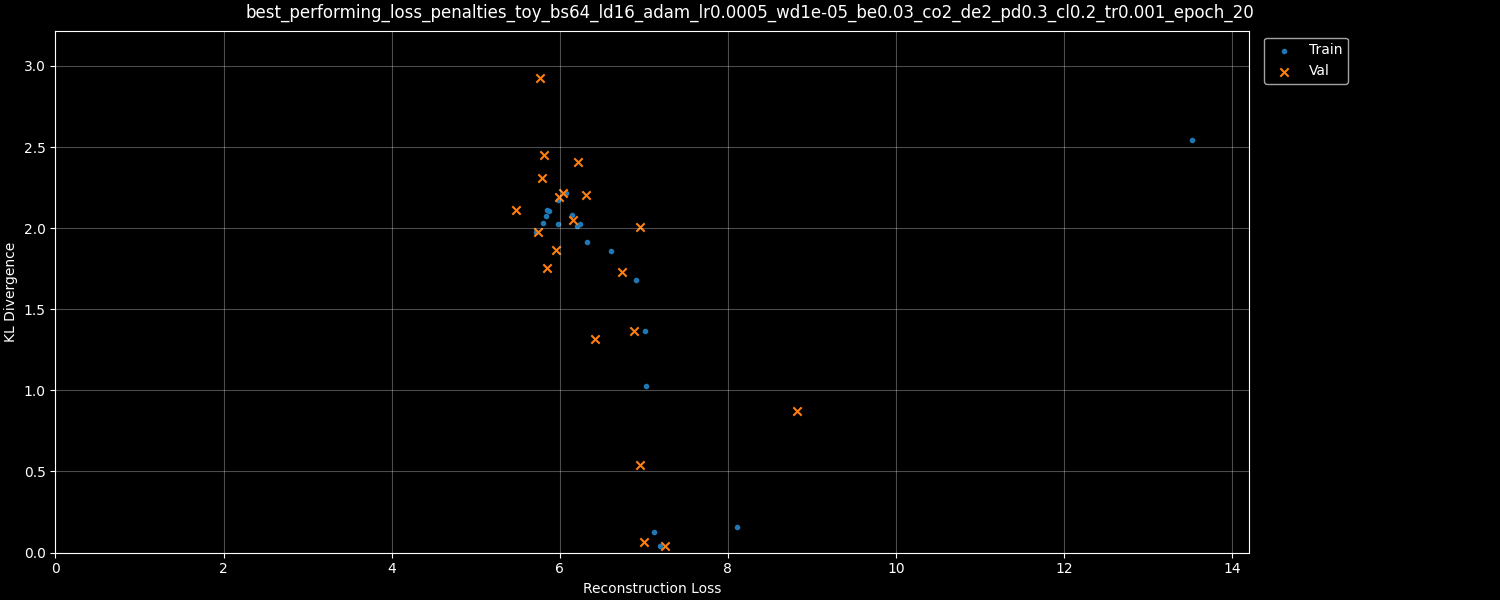 best_performing_loss_penalties_toy_bs64_ld16_adam_lr0.0005_wd1e-05_be0.03_co2_de2_pd0.3_cl0.2_tr0.001_epoch_20
Train
Val
3.0
2.5
2.0
1.5
1.0
0.5
0.0
KL Divergence
0 2 4 6 8 10 12 14
Reconstruction Loss